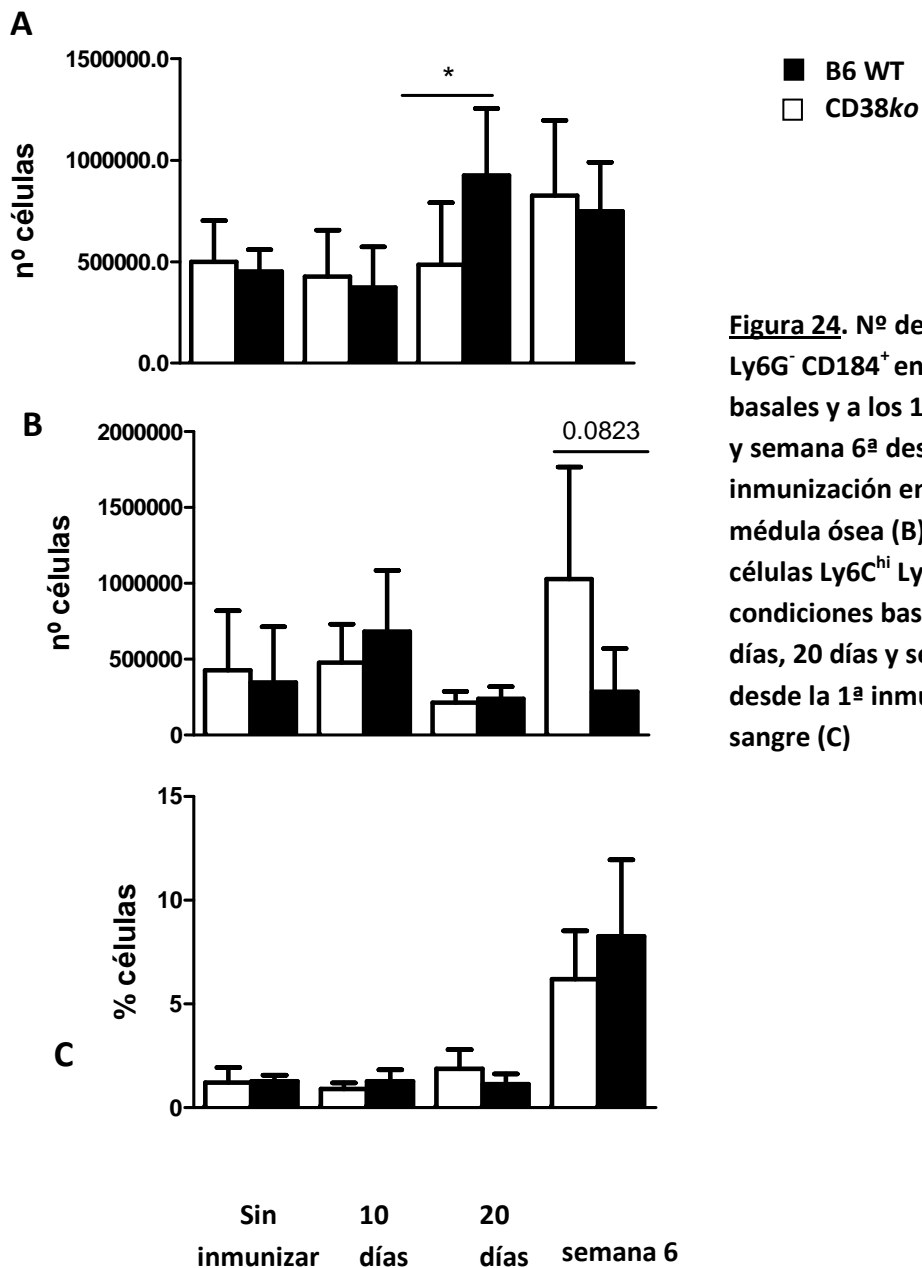 A
1500000.0
1000000.0
500000.0
0.0
nº células
*
B6 WT
CD38ko
Figura 24. Nº de
Ly6G⁻ CD184⁺ en
basales y a los 1
y semana 6ª des
inmunización en
médula ósea (B)
células Ly6Cʰⁱ Ly
condiciones bas
días, 20 días y se
desde la 1ª inmu
sangre (C)
B
2000000
1500000
1000000
500000
0
nº células
0.0823
15
10
5
0
% células
C
Sin
inmunizar
10
días
20
días
semana 6